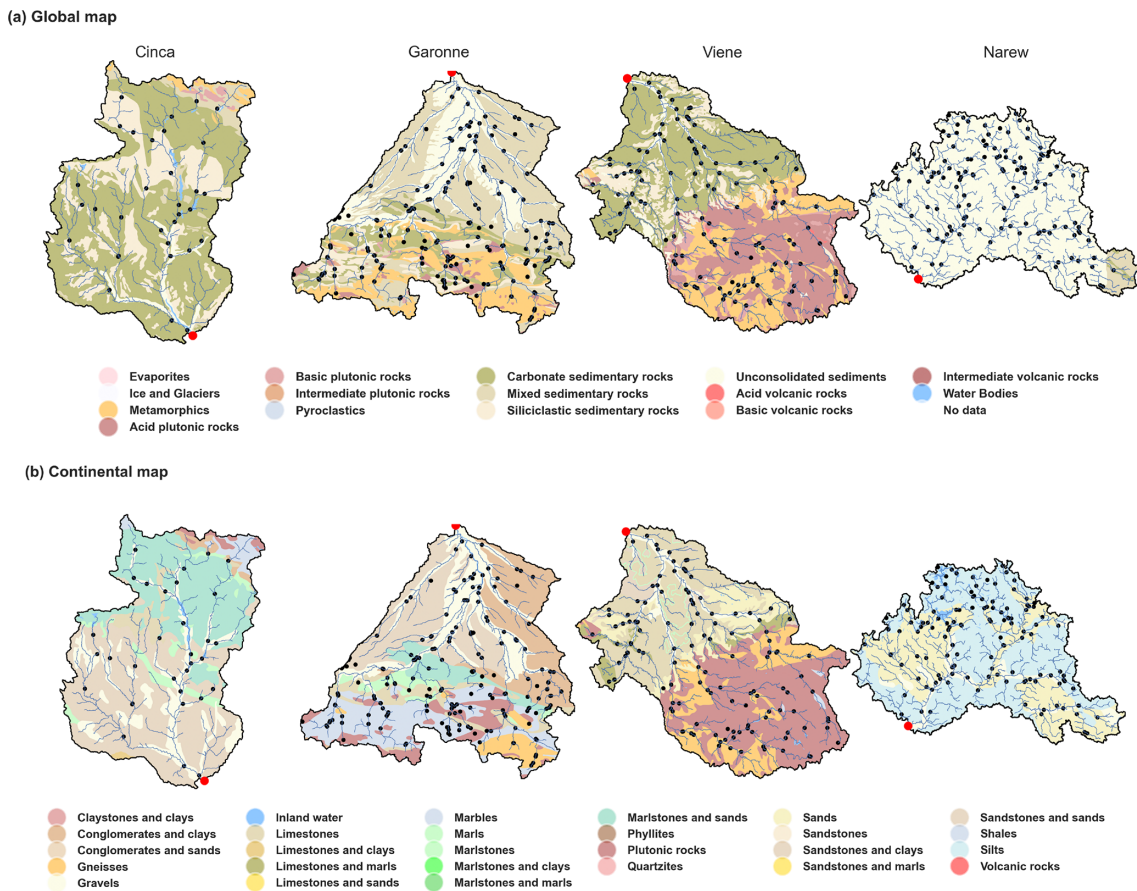 (a) Global map
Cinca Garonne Viene Narew
Evaporites Basic plutonic rocks Carbonate sedimentary rocks Unconsolidated sediments Intermediate volcanic rocks
Ice and Glaciers Intermediate plutonic rocks Mixed sedimentary rocks Acid volcanic rocks Water Bodies
Metamorphics Pyroclastics Siliciclastic sedimentary rocks Basic volcanic rocks No data
Acid plutonic rocks
(b) Continental map
Claystones and clays Inland water Marbles Marlstones and sands Sands Sandstones and sands
Conglomerates and clays Limestones Marls Phyllites Sandstones Shales
Conglomerates and sands Limestones and clays Marlstones Plutonic rocks Sandstones and clay Silts
Gneisses Limestones and marls Marlstones and clays Quartzites Sandstones and marls Volcanic rocks
Gravels Limestones and sands Marlstones and marls